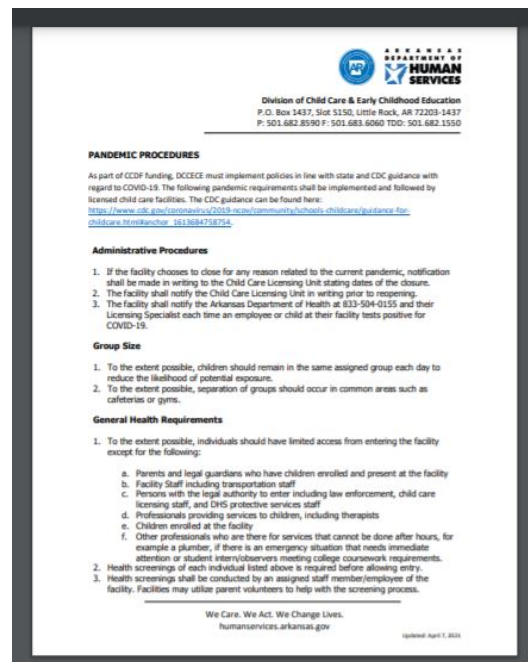 ARKANSAS
DEPARTMENT OF
HUMAN
SERVICES
AR
Division of Child Care & Early Childhood Education
P.O. Box 1437, Slot S150, Little Rock, AR 72203-1437
P: 501.682.8590 F: 501.683.6060 TDD: 501.682.1550
PANDEMIC PROCEDURES
As part of CCDF funding, DCCECE must implement policies in line with state and CDC guidance with
regard to COVID-19. The following pandemic requirements shall be implemented and followed by
licensed child care facilities. The CDC guidance can be found here:
https://www.cdc.gov/coronavirus/2019-ncov/community/schools-childcare/guidance-for-
childcare.html#anchor_1613684758754.
Administrative Procedures
1. If the facility chooses to close for any reason related to the current pandemic, notification
shall be made in writing to the Child Care Licensing Unit stating dates of the closure.
2. The facility shall notify the Child Care Licensing Unit in writing prior to reopening.
3. The facility shall notify the Arkansas Department of Health at 833-504-0155 and their
Licensing Specialist each time an employee or child at their facility tests positive for
COVID-19.
Group Size
1. To the extent possible, children should remain in the same assigned group each day to
reduce the likelihood of potential exposure.
2. To the extent possible, separation of groups should occur in common areas such as
cafeterias or gyms.
General Health Requirements
1. To the extent possible, individuals should have limited access from entering the facility
except for the following:
a. Parents and legal guardians who have children enrolled and present at the facility
b. Facility Staff including transportation staff
c. Persons with the legal authority to enter including law enforcement, child care
licensing staff, and DHS protective services staff
d. Professionals providing services to children, including therapists
e. Children enrolled at the facility
f. Other professionals who are there for services that cannot be done after hours, for
example a plumber, if there is an emergency situation that needs immediate
attention or student intern/observers meeting college coursework requirements.
2. Health screenings of each individual listed above is required before allowing entry.
3. Health screenings shall be conducted by an assigned staff member/employee of the
facility. Facilities may utilize parent volunteers to help with the screening process.
We Care. We Act. We Change Lives.
humanservices.arkansas.gov
Updated: April 7, 2021